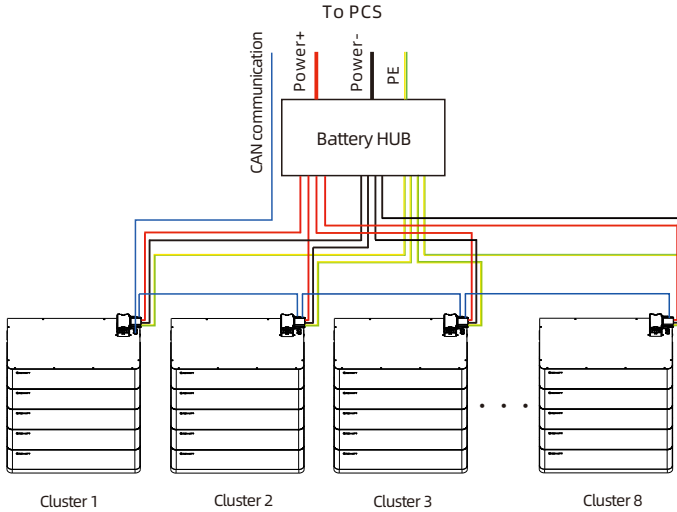 To PCS
CAN communication
Power+
Power-
PE
Battery HUB
Cluster 1
Cluster 2
Cluster 3
. . .
Cluster 8